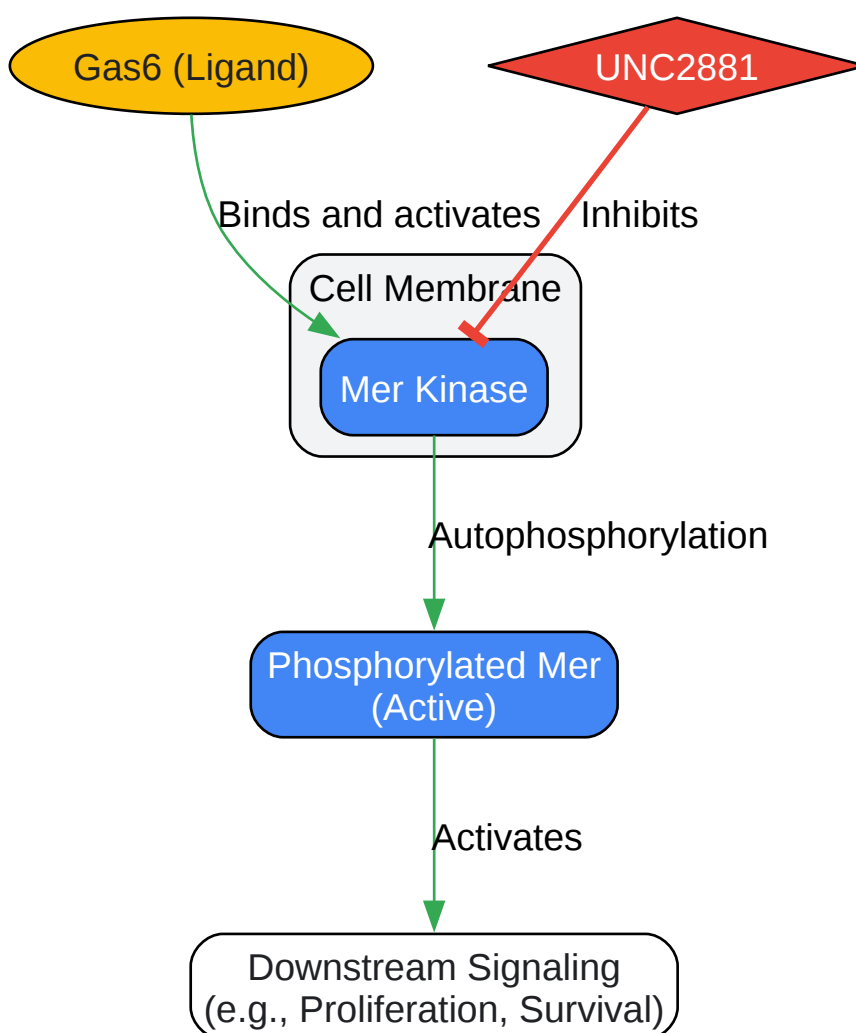 Gas6 (Ligand)
UNC2881
Binds and activates
Inhibits
Cell Membrane
Mer Kinase
Autophosphorylation
Phosphorylated Mer
(Active)
Activates
Downstream Signaling
(e.g., Proliferation, Survival)